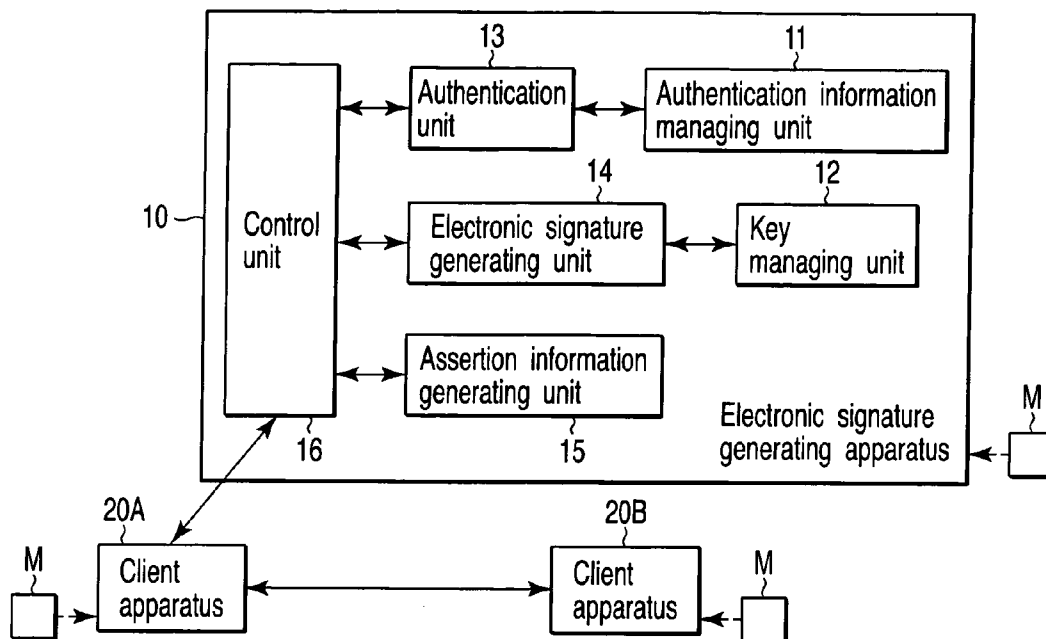 13
11
Authentication
unit
Authentication information
managing unit
14
12
10
Control
unit
Electronic signature
generating unit
Key
managing unit
Assertion information
generating unit
16
15
Electronic signature
generating apparatus
M
20A
20B
M
Client
apparatus
Client
apparatus
M